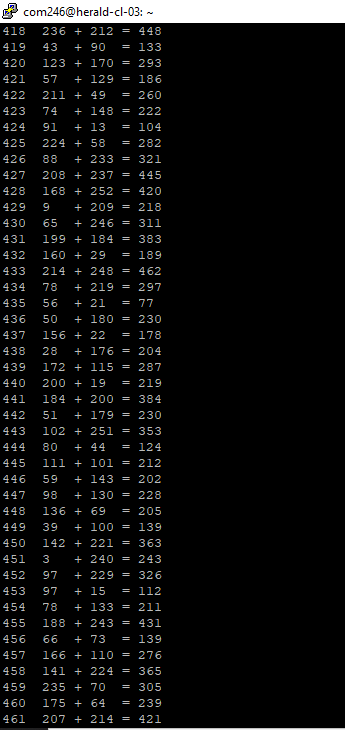 com246@herald-cl-03: ~
418 236 + 212 = 448
419 43 + 90 = 133
420 123 + 170 = 293
421 57 + 129 = 186
422 211 + 49 = 260
423 74 + 148 = 222
424 91 + 13 = 104
425 224 + 58 = 282
426 88 + 233 = 321
427 208 + 237 = 445
428 168 + 252 = 420
429 9 + 209 = 218
430 65 + 246 = 311
431 199 + 184 = 383
432 160 + 29 = 189
433 214 + 248 = 462
434 78 + 219 = 297
435 56 + 21 = 77
436 50 + 180 = 230
437 156 + 22 = 178
438 28 + 176 = 204
439 172 + 115 = 287
440 200 + 19 = 219
441 184 + 200 = 384
442 51 + 179 = 230
443 102 + 251 = 353
444 80 + 44 = 124
445 111 + 101 = 212
446 59 + 143 = 202
447 98 + 130 = 228
448 136 + 69 = 205
449 39 + 100 = 139
450 142 + 221 = 363
451 3 + 240 = 243
452 97 + 229 = 326
453 97 + 15 = 112
454 78 + 133 = 211
455 188 + 243 = 431
456 66 + 73 = 139
457 166 + 110 = 276
458 141 + 224 = 365
459 235 + 70 = 305
460 175 + 64 = 239
461 207 + 214 = 421